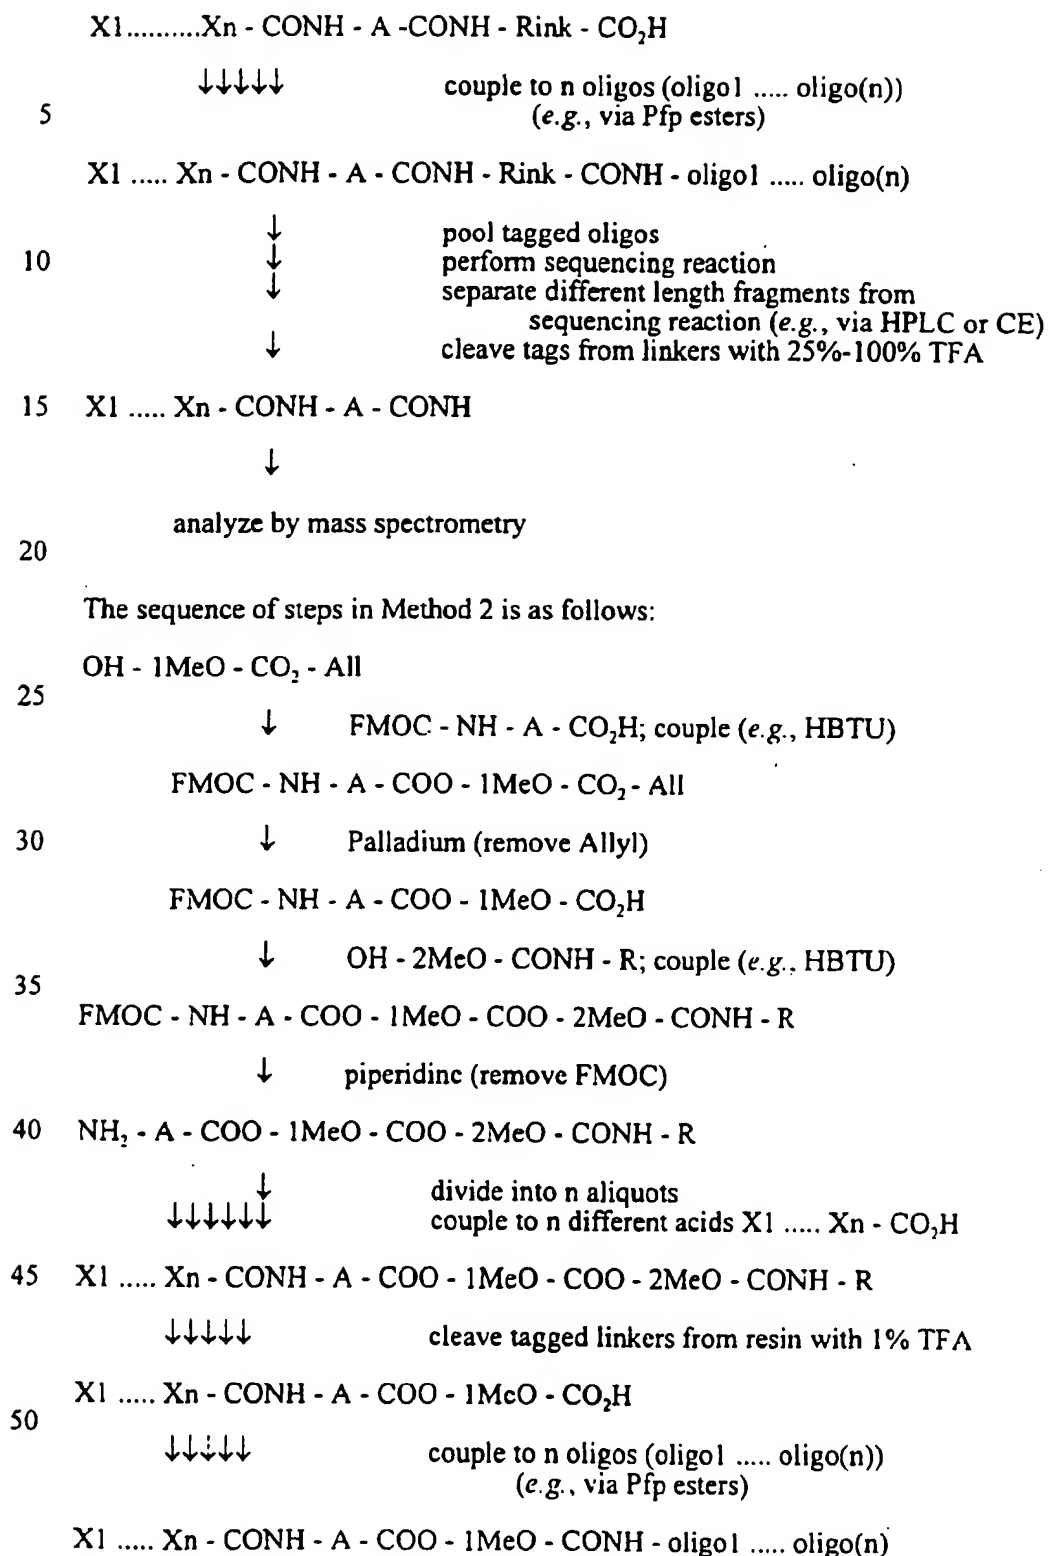 X1..........Xn - CONH - A -CONH - Rink - CO₂H
↓↓↓↓↓ couple to n oligos (oligo1 ..... oligo(n))
5 (e.g., via Pfp esters)
X1 ..... Xn - CONH - A - CONH - Rink - CONH - oligo1 ..... oligo(n)
↓ pool tagged oligos
10 ↓ perform sequencing reaction
↓ separate different length fragments from
sequencing reaction (e.g., via HPLC or CE)
↓ cleave tags from linkers with 25%-100% TFA
15 X1 ..... Xn - CONH - A - CONH
↓
analyze by mass spectrometry
20
The sequence of steps in Method 2 is as follows:
OH - 1MeO - CO₂ - All
25
↓ FMOC - NH - A - CO₂H; couple (e.g., HBTU)
FMOC - NH - A - COO - 1MeO - CO₂ - All
30 ↓ Palladium (remove Allyl)
FMOC - NH - A - COO - 1MeO - CO₂H
↓ OH - 2MeO - CONH - R; couple (e.g., HBTU)
35
FMOC - NH - A - COO - 1MeO - COO - 2MeO - CONH - R
↓ piperidine (remove FMOC)
40 NH₂ - A - COO - 1MeO - COO - 2MeO - CONH - R
↓ divide into n aliquots
↓↓↓↓↓↓ couple to n different acids X1 ..... Xn - CO₂H
45 X1 ..... Xn - CONH - A - COO - 1MeO - COO - 2MeO - CONH - R
↓↓↓↓↓ cleave tagged linkers from resin with 1% TFA
X1 ..... Xn - CONH - A - COO - 1MeO - CO₂H
50
↓↓↓↓↓ couple to n oligos (oligo1 ..... oligo(n))
(e.g., via Pfp esters)
X1 ..... Xn - CONH - A - COO - 1MeO - CONH - oligo1 ..... oligo(n)